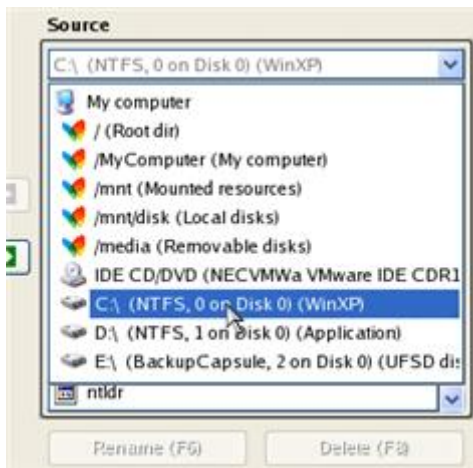 Source
C:\ (NTFS, 0 on Disk 0) (WinXP)
My computer
/ (Root dir)
/MyComputer (My computer)
/mnt (Mounted resources)
/mnt/disk (Local disks)
/media (Removable disks)
IDE CD/DVD (NECVMWa VMware IDE CDR1
C:\ (NTFS, 0 on Disk 0) (WinXP)
D:\ (NTFS, 1 on Disk 0) (Application)
E:\ (BackupCapsule, 2 on Disk 0) (UFSD dis
ntldr
Rename (F6) Delete (F8)